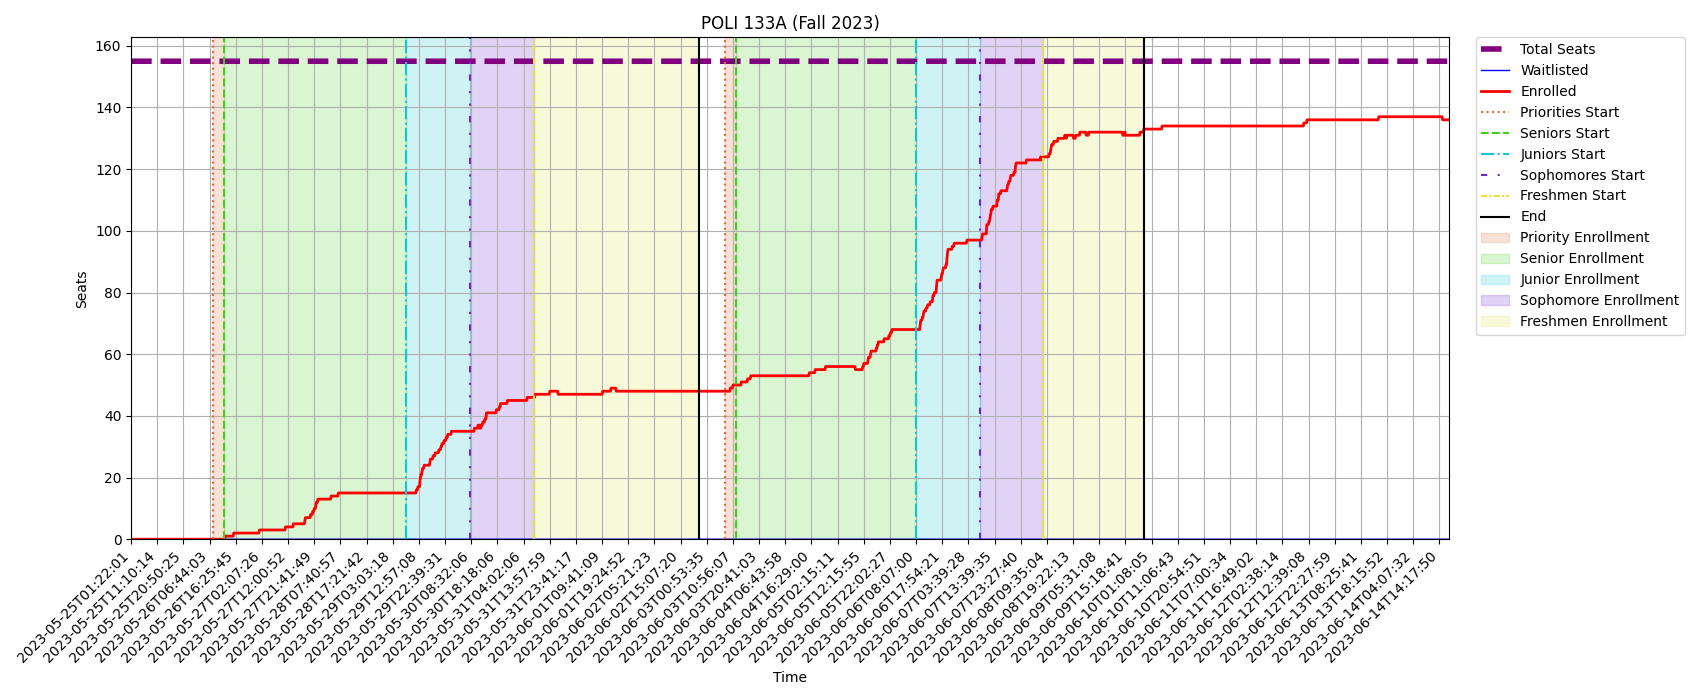 POLI 133A (Fall 2023)
160
140
120
100
80
60
40
20
0
Seats
2023-05-25T01:22:01
2023-05-25T11:10:14
2023-05-25T20:50:25
2023-05-26T06:44:03
2023-05-26T16:25:45
2023-05-27T02:07:26
2023-05-27T12:00:52
2023-05-27T21:41:49
2023-05-28T07:40:57
2023-05-28T17:21:42
2023-05-29T03:03:18
2023-05-29T12:57:08
2023-05-29T22:39:31
2023-05-30T08:32:06
2023-05-30T18:18:06
2023-05-31T04:02:06
2023-05-31T13:57:59
2023-05-31T23:41:17
2023-06-01T09:41:09
2023-06-01T19:24:52
2023-06-02T05:21:23
2023-06-02T15:07:20
2023-06-03T00:53:35
2023-06-03T10:56:07
2023-06-03T20:41:03
2023-06-04T06:43:58
2023-06-04T16:29:00
2023-06-05T02:15:11
2023-06-05T12:15:55
2023-06-05T22:02:27
2023-06-06T08:07:00
2023-06-06T17:54:21
2023-06-07T03:39:28
2023-06-07T13:39:35
2023-06-07T23:27:40
2023-06-08T09:35:04
2023-06-08T19:22:13
2023-06-09T05:31:08
2023-06-09T15:18:41
2023-06-10T01:08:05
2023-06-10T11:06:43
2023-06-10T20:54:51
2023-06-11T07:00:34
2023-06-11T16:49:02
2023-06-12T02:38:14
2023-06-12T12:39:08
2023-06-12T22:27:59
2023-06-13T08:25:41
2023-06-13T18:15:52
2023-06-14T04:07:32
2023-06-14T14:17:50
Time
Total Seats
Waitlisted
Enrolled
Priorities Start
Seniors Start
Juniors Start
Sophomores Start
Freshmen Start
End
Priority Enrollment
Senior Enrollment
Junior Enrollment
Sophomore Enrollment
Freshmen Enrollment